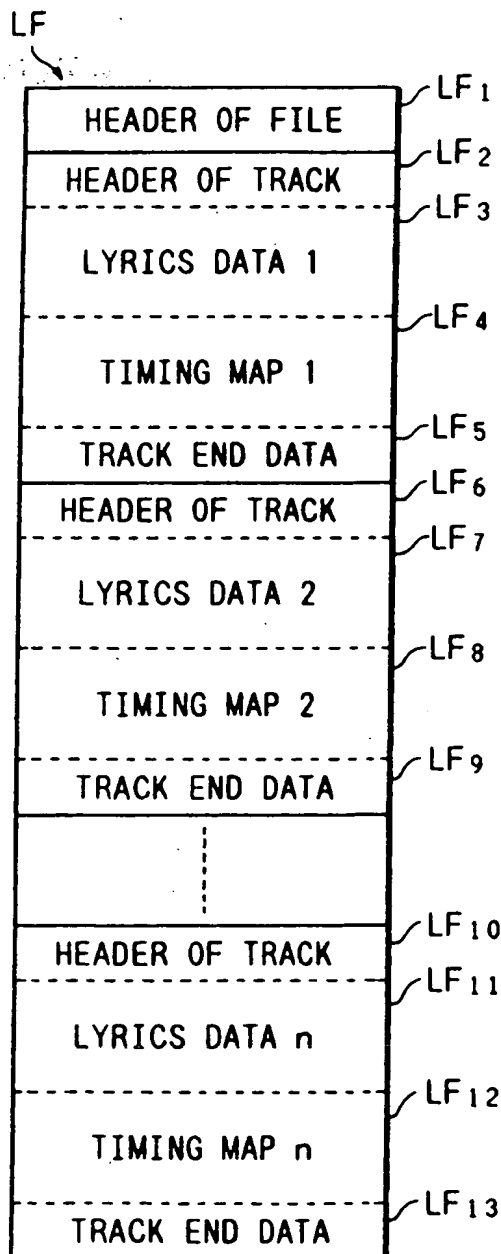 LF
LF1
HEADER OF FILE
LF2
HEADER OF TRACK
LF3
LYRICS DATA 1
LF4
TIMING MAP 1
LF5
TRACK END DATA
LF6
HEADER OF TRACK
LF7
LYRICS DATA 2
LF8
TIMING MAP 2
LF9
TRACK END DATA
LF10
HEADER OF TRACK
LF11
LYRICS DATA n
LF12
TIMING MAP n
LF13
TRACK END DATA